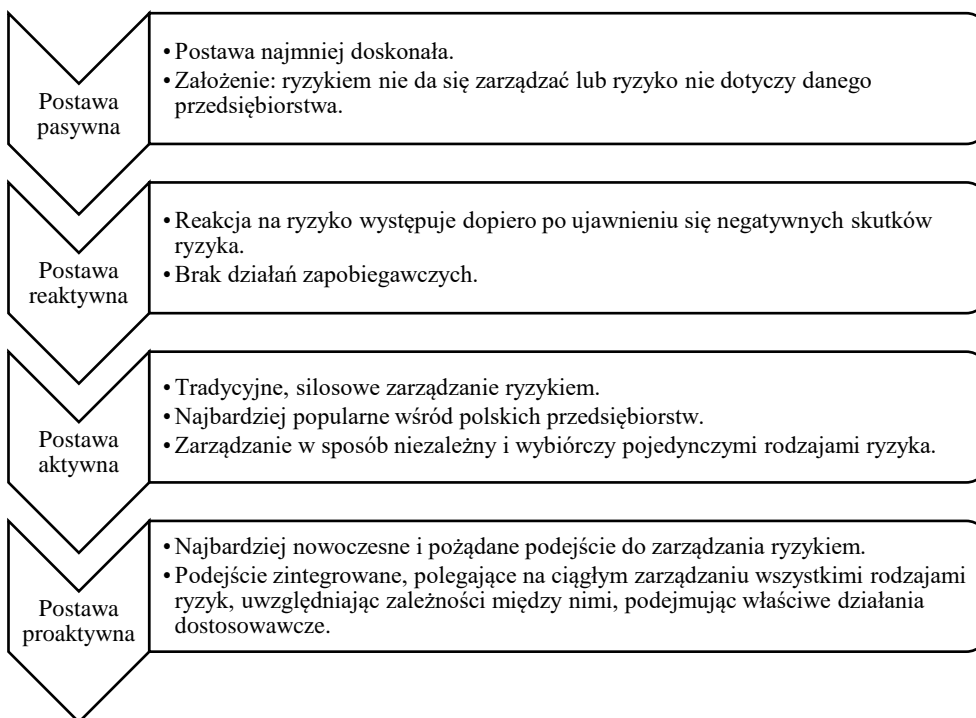 Postawa
pasywna
• Postawa najmniej doskonała.
• Założenie: ryzykiem nie da się zarządzać lub ryzyko nie dotyczy danego
przedsiębiorstwa.
Postawa
reaktywna
• Reakcja na ryzyko występuje dopiero po ujawnieniu się negatywnych skutków
ryzyka.
• Brak działań zapobiegawczych.
Postawa
aktywna
• Tradycyjne, silosowe zarządzanie ryzykiem.
• Najbardziej popularne wśród polskich przedsiębiorstw.
• Zarządzanie w sposób niezależny i wybiórczy pojedynczymi rodzajami ryzyka.
Postawa
proaktywna
• Najbardziej nowoczesne i pożądane podejście do zarządzania ryzykiem.
• Podejście zintegrowane, polegające na ciągłym zarządzaniu wszystkimi rodzajami
ryzyk, uwzględniając zależności między nimi, podejmując właściwe działania
dostosowawcze.